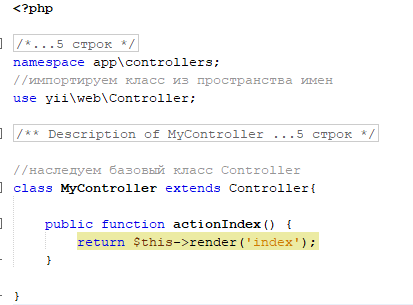 <?php
/*...5 строк */
namespace app\controllers;
//импортируем класс из пространства имен
use yii\web\Controller;
/** Description of MyController ...5 строк */
//наследуем базовый класс Controller
class MyController extends Controller{
public function actionIndex() {
return $this->render('index');
}
}